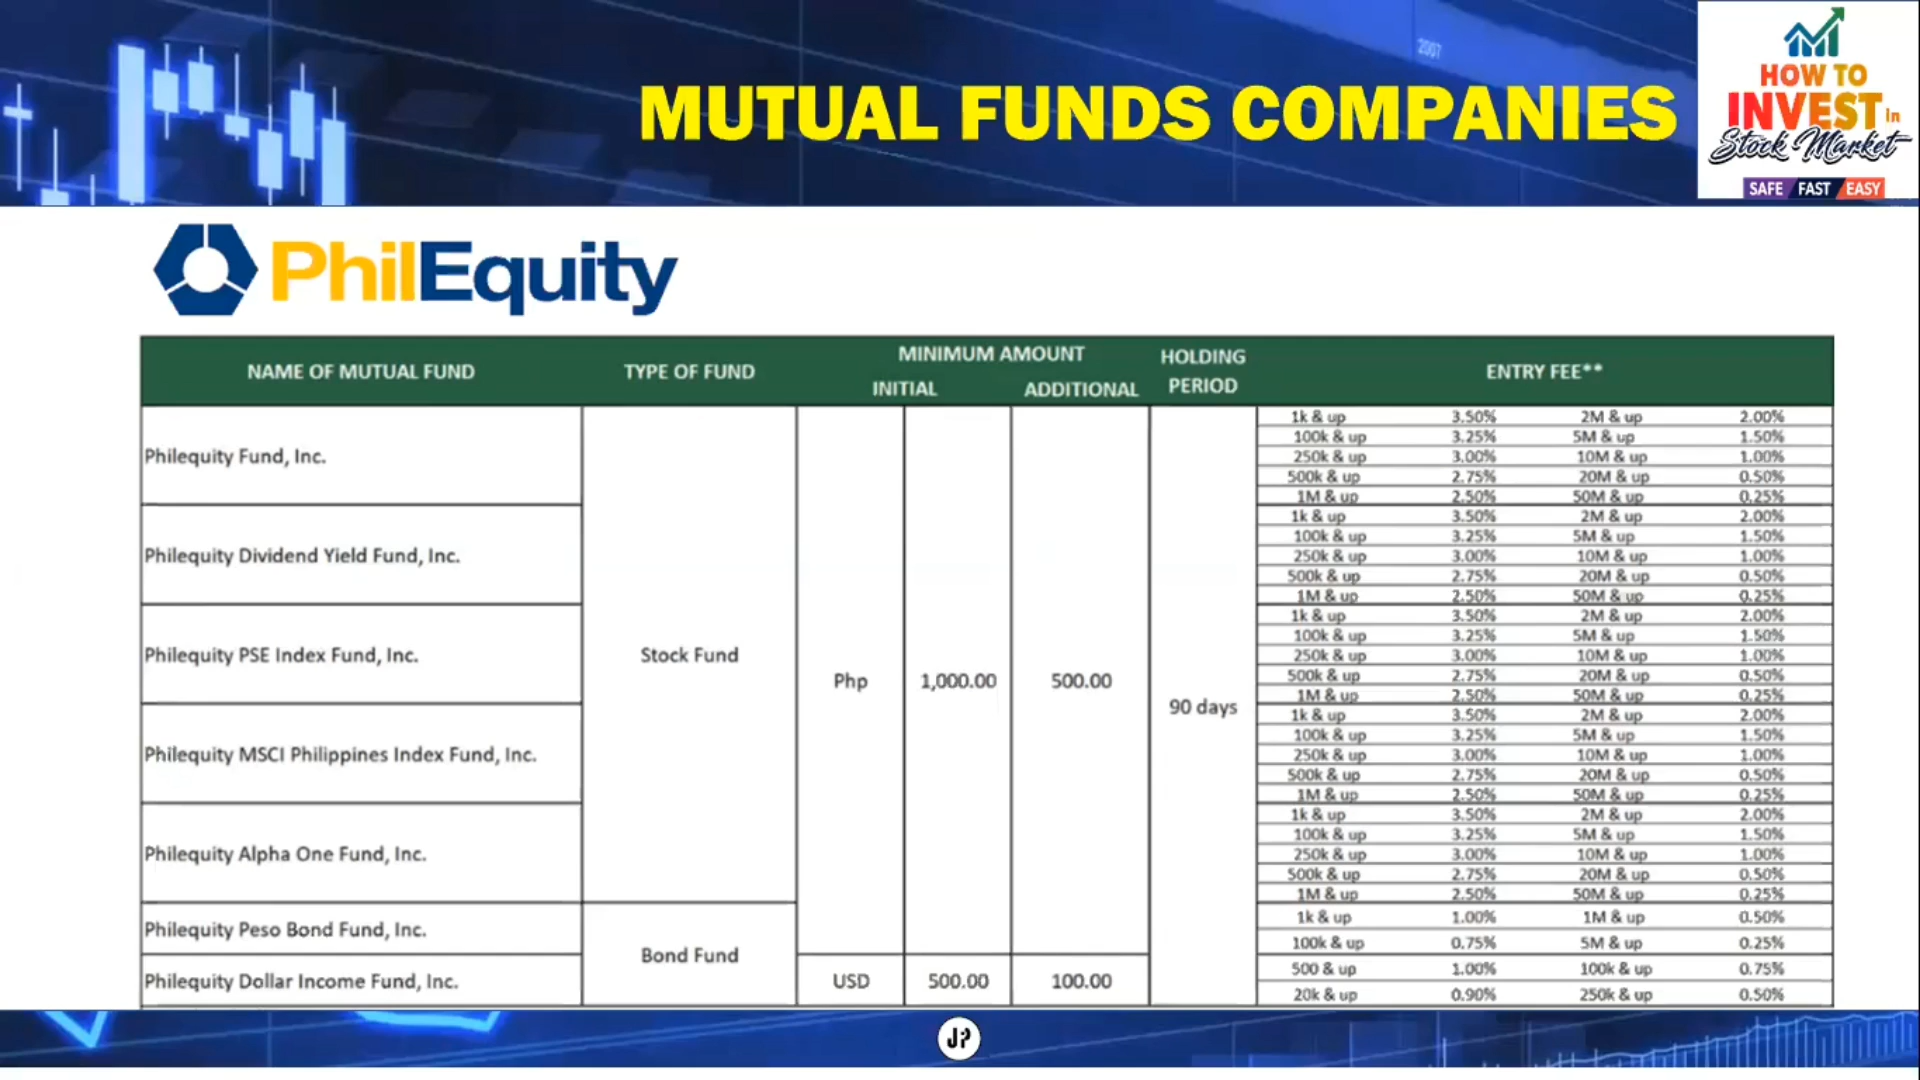 2007
MUTUAL FUNDS COMPANIES
HOW TO
INVEST in
Stock Market
SAFE FAST EASY
PhilEquity
NAME OF MUTUAL FUND TYPE OF FUND MINIMUM AMOUNT INITIAL ADDITIONAL HOLDING PERIOD ENTRY FEE**
Philequity Fund, Inc.
1k & up 3.50% 2M & up 2.00%
100k & up 3.25% 5M & up 1.50%
250k & up 3.00% 10M & up 1.00%
500k & up 2.75% 20M & up 0.50%
1M & up 2.50% 50M & up 0.25%
Philequity Dividend Yield Fund, Inc.
1k & up 3.50% 2M & up 2.00%
100k & up 3.25% 5M & up 1.50%
250k & up 3.00% 10M & up 1.00%
500k & up 2.75% 20M & up 0.50%
1M & up 2.50% 50M & up 0.25%
Philequity PSE Index Fund, Inc. Stock Fund Php 1,000.00 500.00 90 days
1k & up 3.50% 2M & up 2.00%
100k & up 3.25% 5M & up 1.50%
250k & up 3.00% 10M & up 1.00%
500k & up 2.75% 20M & up 0.50%
1M & up 2.50% 50M & up 0.25%
Philequity MSCI Philippines Index Fund, Inc.
1k & up 3.50% 2M & up 2.00%
100k & up 3.25% 5M & up 1.50%
250k & up 3.00% 10M & up 1.00%
500k & up 2.75% 20M & up 0.50%
1M & up 2.50% 50M & up 0.25%
Philequity Alpha One Fund, Inc.
1k & up 3.50% 2M & up 2.00%
100k & up 3.25% 5M & up 1.50%
250k & up 3.00% 10M & up 1.00%
500k & up 2.75% 20M & up 0.50%
1M & up 2.50% 50M & up 0.25%
Philequity Peso Bond Fund, Inc. Bond Fund
1k & up 1.00% 1M & up 0.50%
100k & up 0.75% 5M & up 0.25%
Philequity Dollar Income Fund, Inc. USD 500.00 100.00
500 & up 1.00% 100k & up 0.75%
20k & up 0.90% 250k & up 0.50%
JP